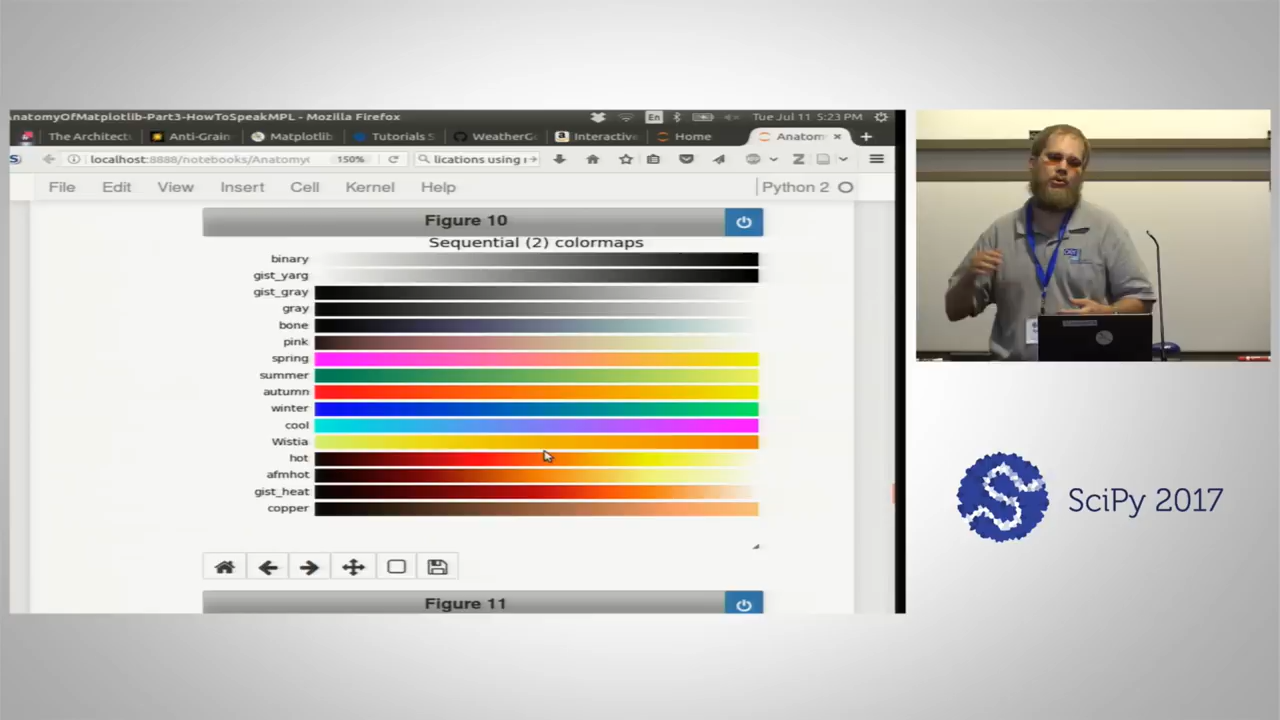 AnatomyOfMatplotlib-Part3-HowToSpeakMPL - Mozilla Firefox
En
Tue Jul 11 5:23 PM
The Architect
Anti-Grain
Matplotlib
Tutorials S
WeatherG
Interactive
Home
Anatom
localhost:8888/notebooks/Anatomy
150%
lications using
File Edit View Insert Cell Kernel Help
Python 2
Figure 10
Sequential (2) colormaps
binary
gist_yarg
gist_gray
gray
bone
pink
spring
summer
autumn
winter
cool
Wistia
hot
afmhot
gist_heat
copper
Figure 11
SciPy 2017